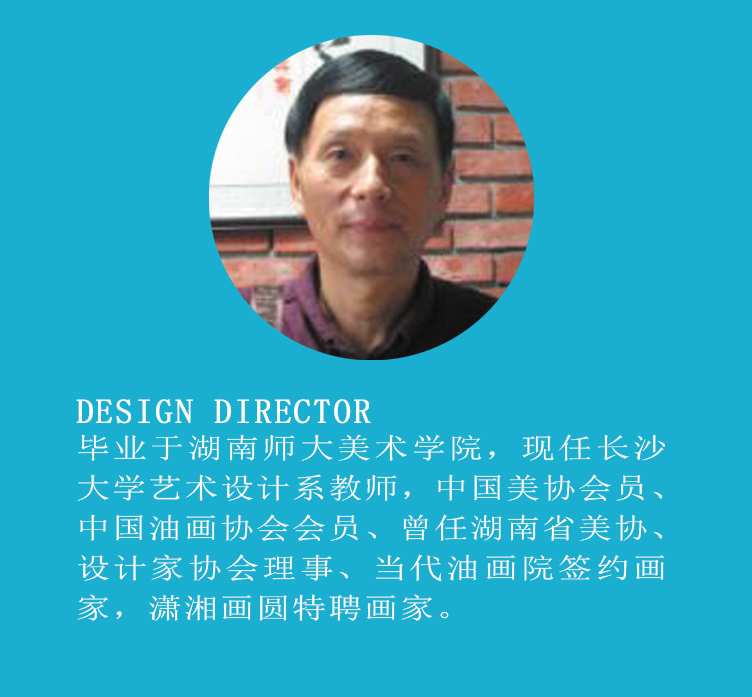 DESIGN DIRECTOR
毕业于湖南师大美术学院，现任长沙
大学艺术设计系教师，中国美协会员、
中国油画协会会员、曾任湖南省美协、
设计家协会理事、当代油画院签约画
家，潇湘画圆特聘画家。